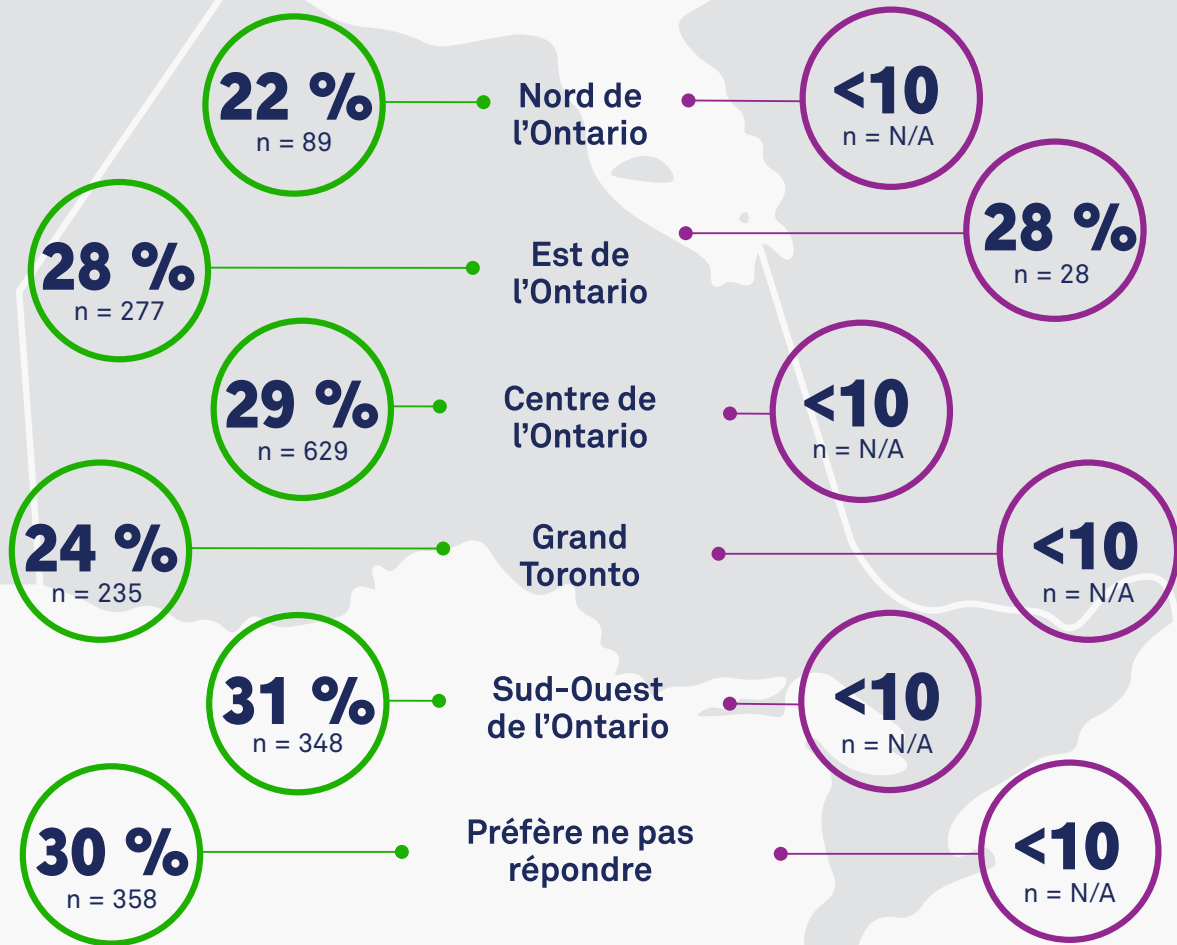 22 %
n = 89
Nord de
l’Ontario
<10
n = N/A
28 %
n = 277
Est de
l’Ontario
28 %
n = 28
29 %
n = 629
Centre de
l’Ontario
<10
n = N/A
24 %
n = 235
Grand
Toronto
<10
n = N/A
31 %
n = 348
Sud-Ouest
de l’Ontario
<10
n = N/A
30 %
n = 358
Préfère ne pas
répondre
<10
n = N/A